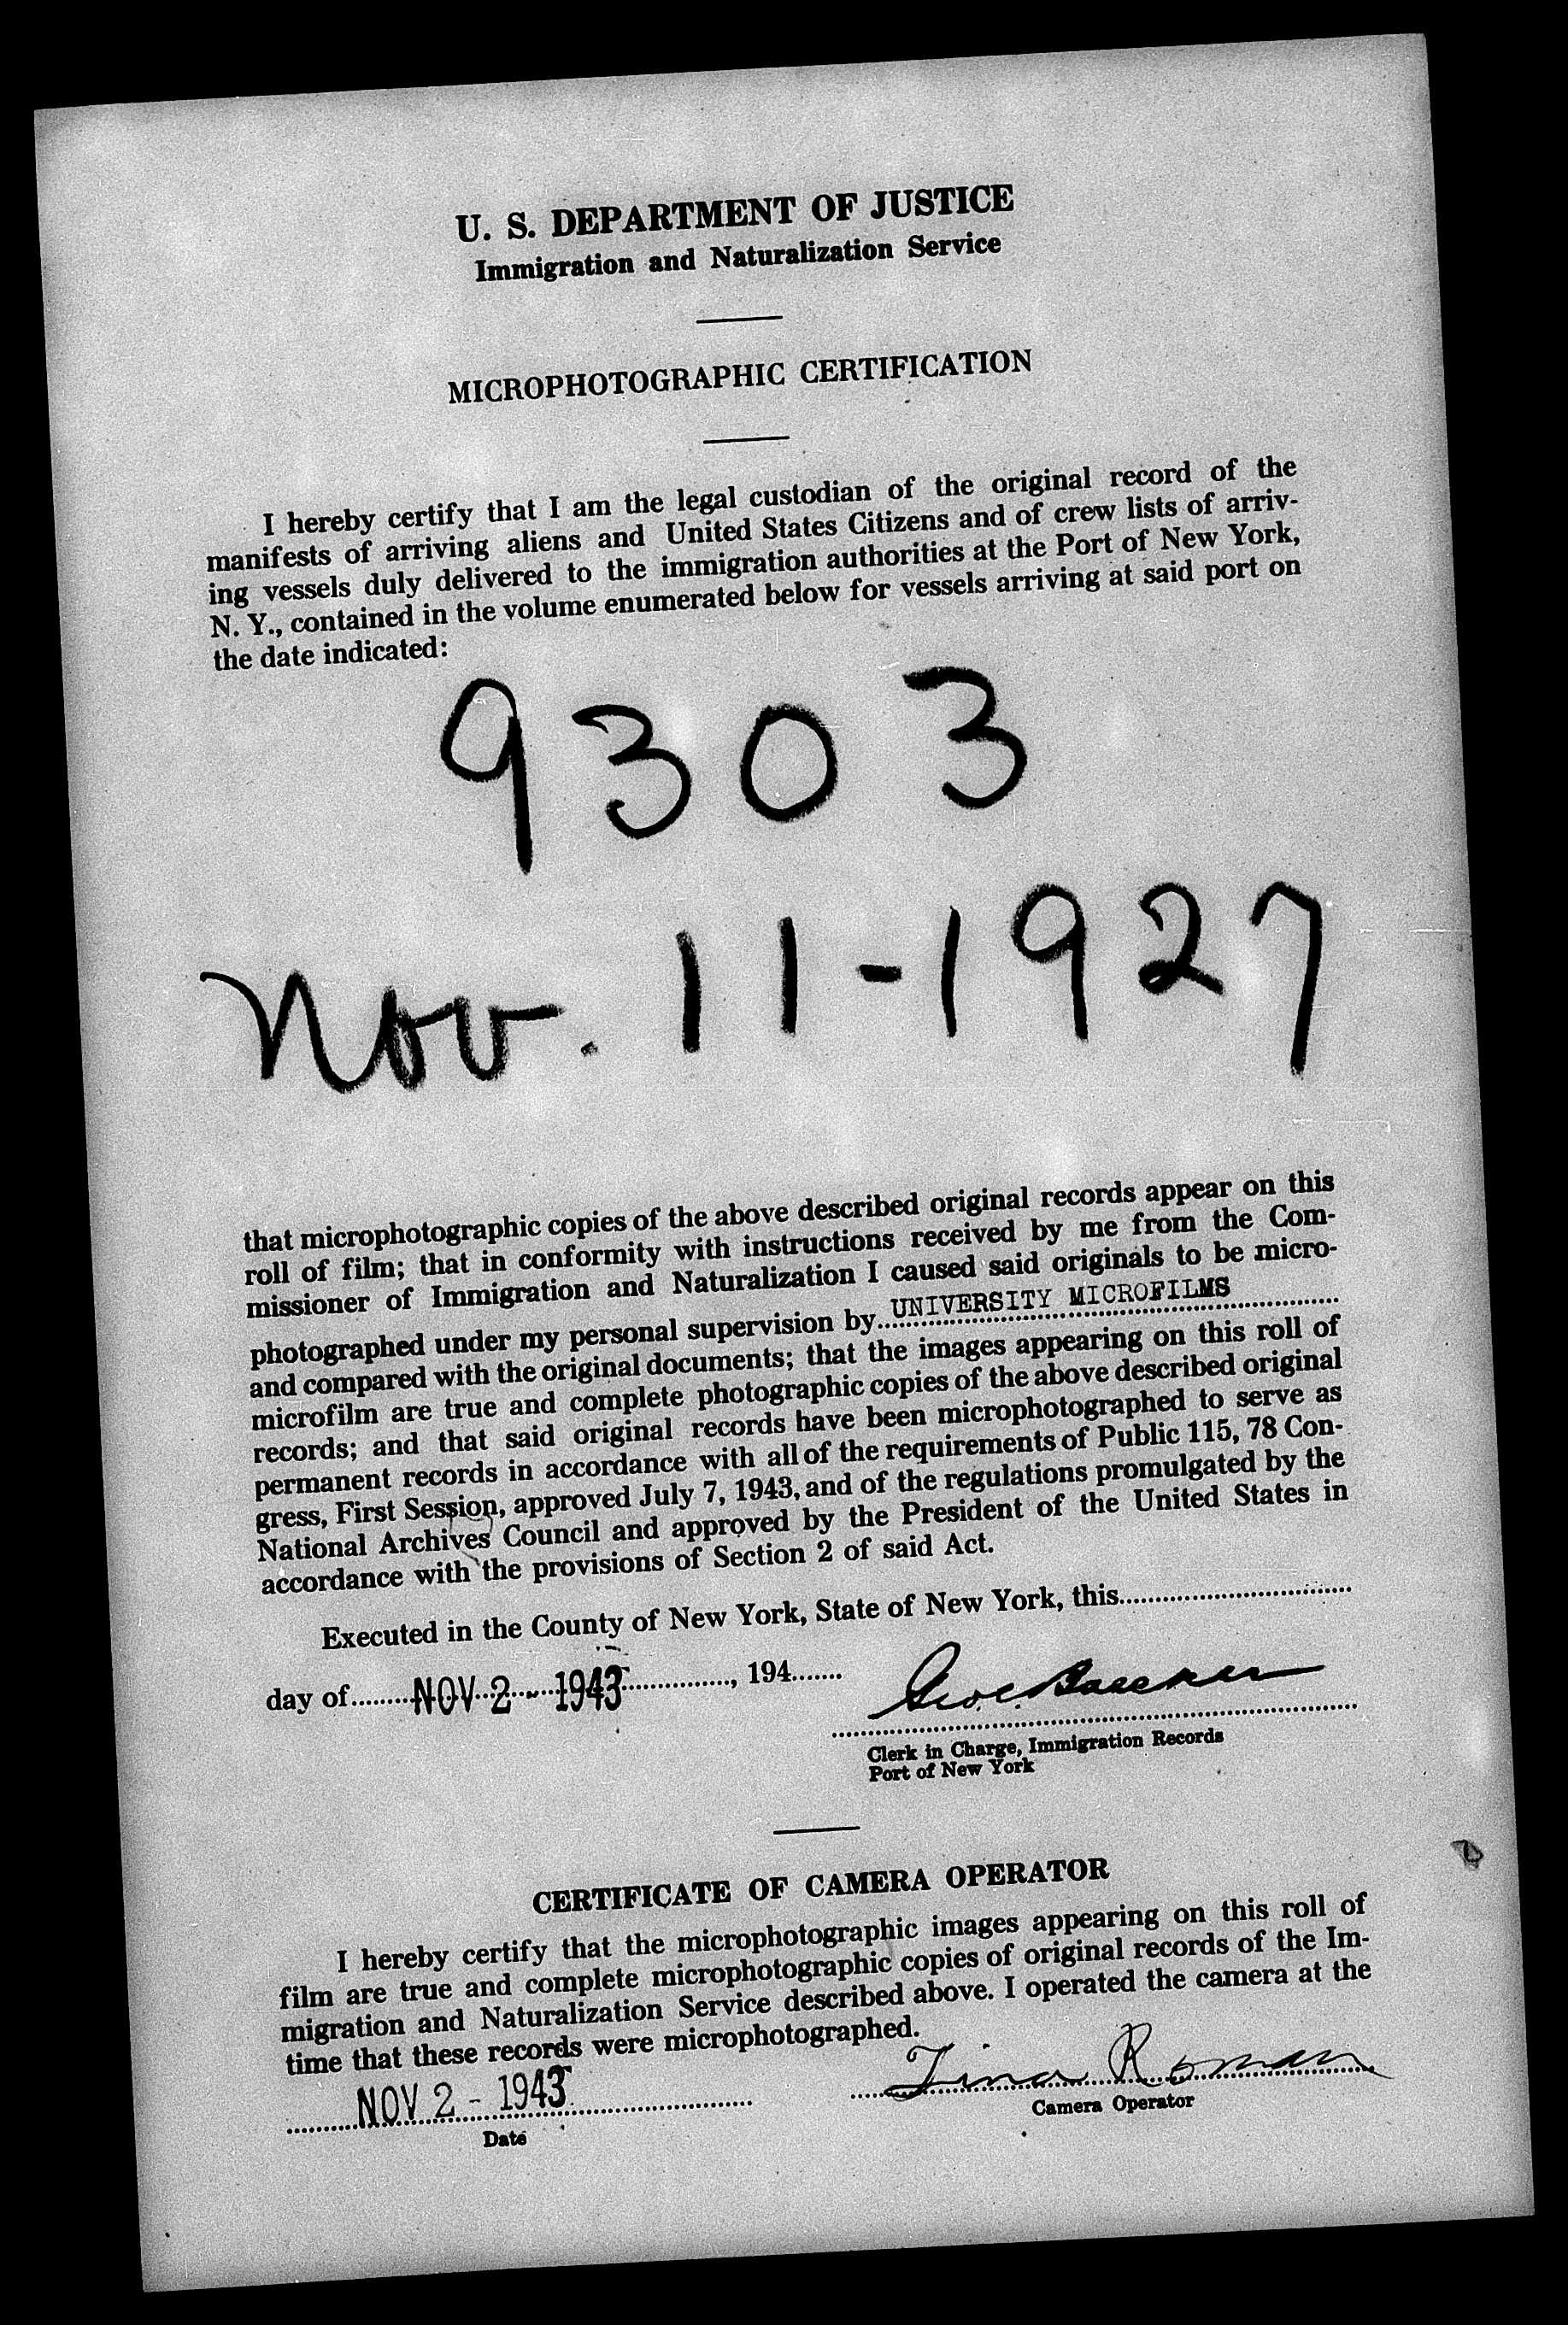 U. S. DEPARTMENT OF JUSTICE
Immigration and Naturalization Service
MICROPHOTOGRAPHIC CERTIFICATION
I hereby certify that I am the legal custodian of the original record of the
manifests of arriving aliens and United States Citizens and of crew lists of arriv-
ing vessels duly delivered to the immigration authorities at the Port of New York,
N. Y., contained in the volume enumerated below for vessels arriving at said port on
the date indicated:
9303
Nov. 11-1927
that microphotographic copies of the above described original records appear on this
roll of film; that in conformity with instructions received by me from the Com-
missioner of Immigration and Naturalization I caused said originals to be micro-
photographed under my personal supervision by UNIVERSITY MICROFILMS
and compared with the original documents; that the images appearing on this roll of
microfilm are true and complete photographic copies of the above described original
records; and that said original records have been microphotographed to serve as
permanent records in accordance with all of the requirements of Public 115, 78 Con-
gress, First Session, approved July 7, 1943, and of the regulations promulgated by the
National Archives Council and approved by the President of the United States in
accordance with the provisions of Section 2 of said Act.
Executed in the County of New York, State of New York, this
day of NOV 2 - 1943, 194
Clerk in Charge, Immigration Records
Port of New York
CERTIFICATE OF CAMERA OPERATOR
I hereby certify that the microphotographic images appearing on this roll of
film are true and complete microphotographic copies of original records of the Im-
migration and Naturalization Service described above. I operated the camera at the
time that these records were microphotographed.
NOV 2 - 1943 Tina Roman
Date Camera Operator